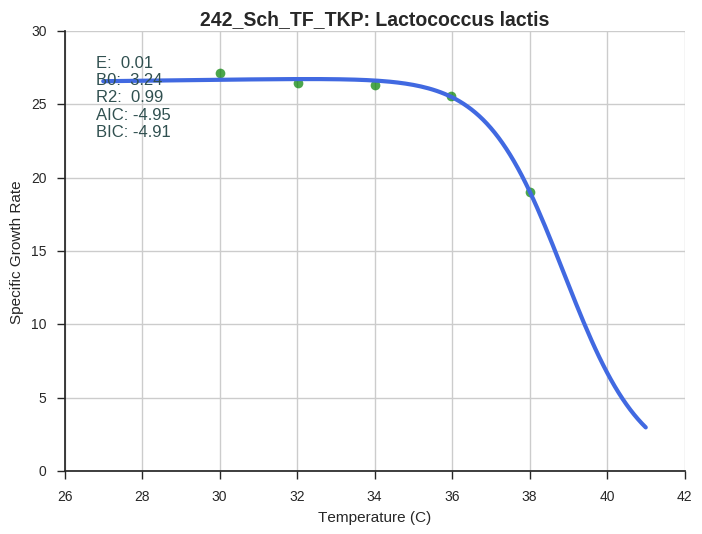 242_Sch_TF_TKP: Lactococcus lactis
E: 0.01
B0: 3.24
R2: 0.99
AIC: -4.95
BIC: -4.91
30
25
20
15
10
5
0
Specific Growth Rate
26 28 30 32 34 36 38 40 42
Temperature (C)